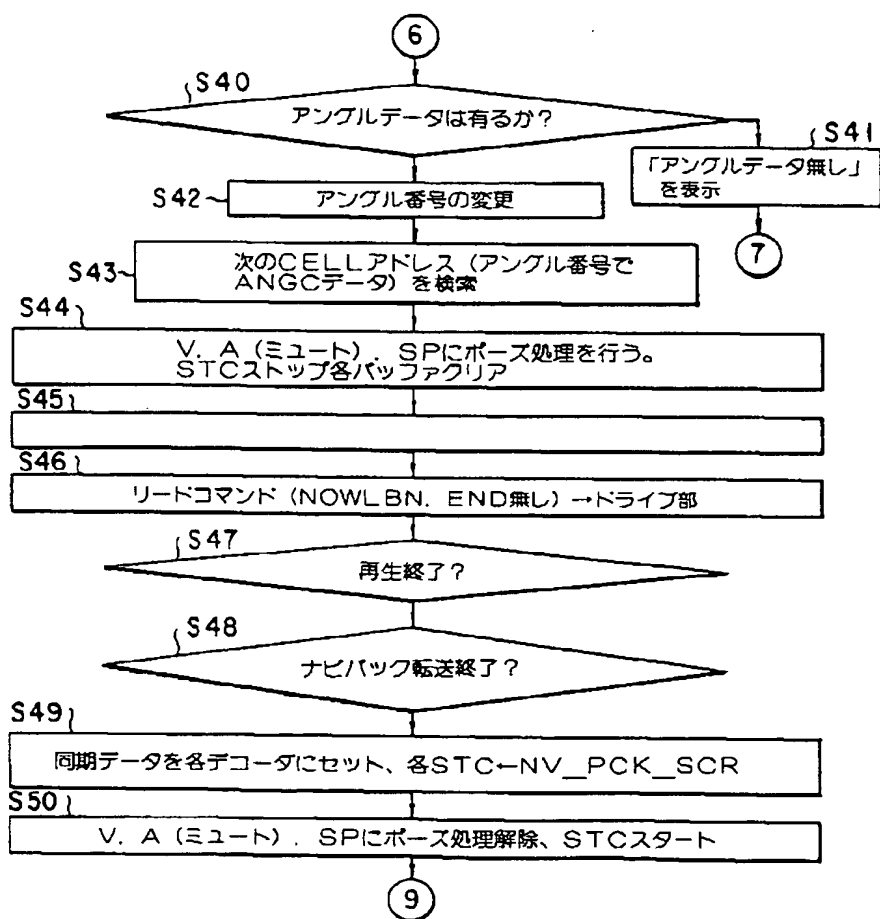 6
S40
アングルデータは有るか？
S41
「アングルデータ無し」
を表示
7
S42
アングル番号の変更
S43
次のCELLアドレス（アングル番号で
ANGCデータ）を検索
S44
V．A（ミュート）．SPにポーズ処理を行う。
STCストップ各バッファクリア
S45
S46
リードコマンド（NOWLBN．END無し）→ドライブ部
S47
再生終了？
S48
ナビパック転送終了？
S49
同期データを各デコーダにセット、各STC←NV_PCK_SCR
S50
V．A（ミュート）．SPにポーズ処理解除、STCスタート
9